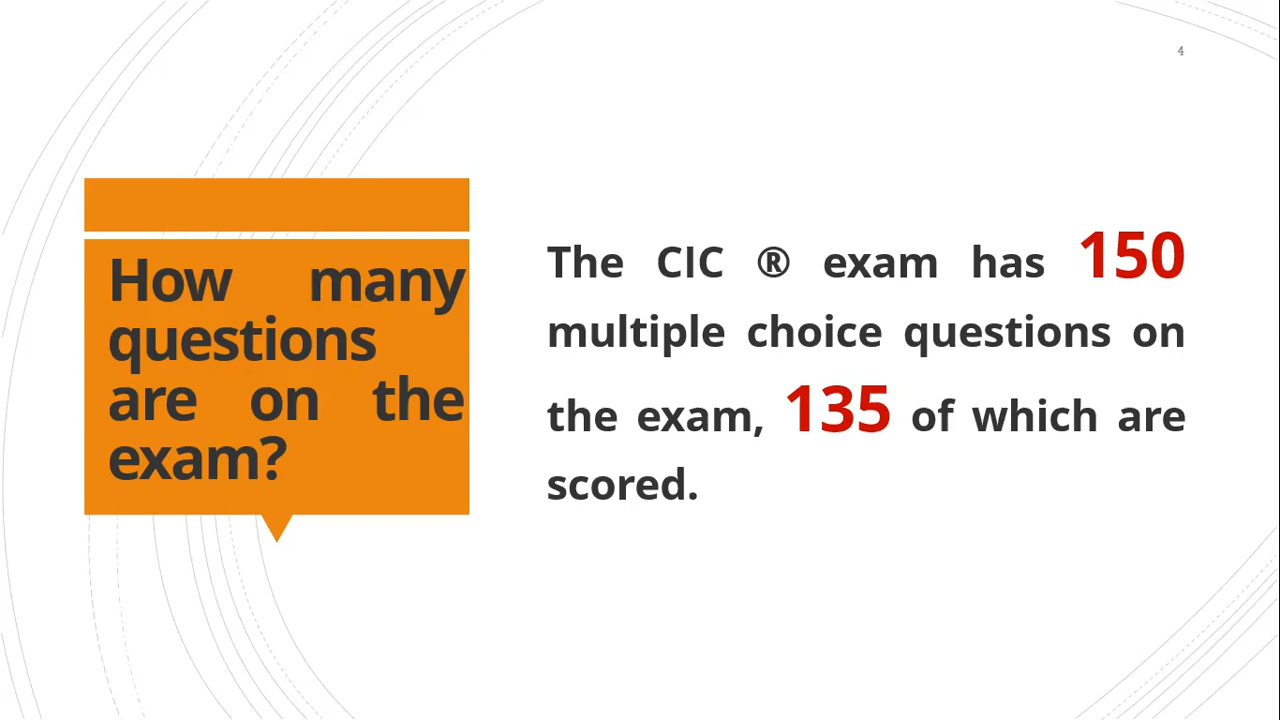 4
How many
questions
are on the
exam?
The CIC ® exam has 150
multiple choice questions on
the exam, 135 of which are
scored.